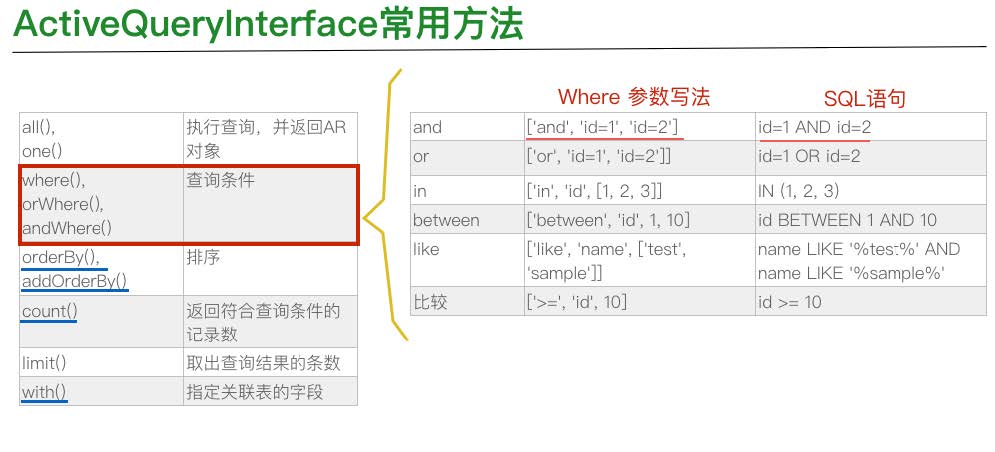 ActiveQueryInterface常用方法
all(),
one()
执行查询，并返回AR
对象
where(),
orWhere(),
andWhere()
查询条件
orderBy(),
addOrderBy()
排序
count()
返回符合查询条件的
记录数
limit()
取出查询结果的条数
with()
指定关联表的字段
Where 参数写法
SQL语句
and
['and', 'id=1', 'id=2']
id=1 AND id=2
or
['or', 'id=1', 'id=2']]
id=1 OR id=2
in
['in', 'id', [1, 2, 3]]
IN (1, 2, 3)
between
['between', 'id', 1, 10]
id BETWEEN 1 AND 10
like
['like', 'name', ['test',
'sample']]
name LIKE '%test%' AND
name LIKE '%sample%'
比较
['>=', 'id', 10]
id >= 10